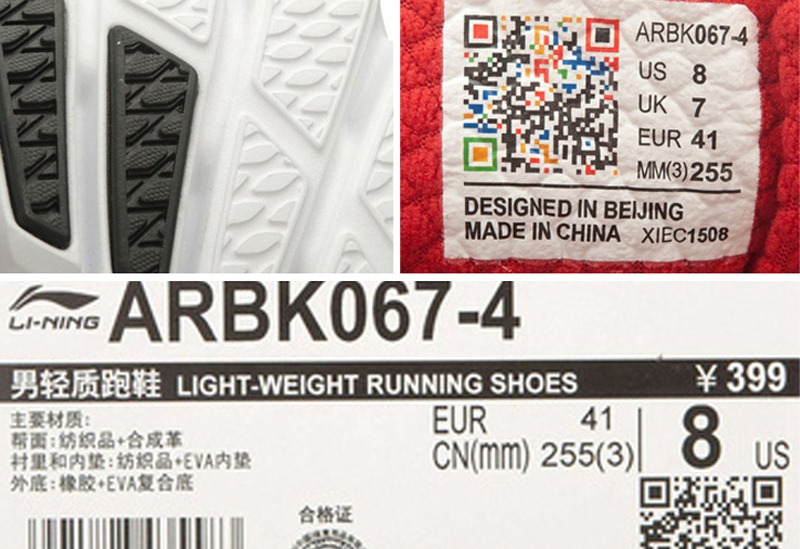 ARBK067-4
US 8
UK 7
EUR 41
MM(3) 255
DESIGNED IN BEIJING
MADE IN CHINA XIEC1508
LI-NING ARBK067-4
男轻质跑鞋 LIGHT-WEIGHT RUNNING SHOES ¥399
主要材质:
帮面:纺织品+合成革
衬里和内垫:纺织品+EVA内垫
外底:橡胶+EVA复合底
EUR 41
CN(mm) 255(3)
8 US
合格证